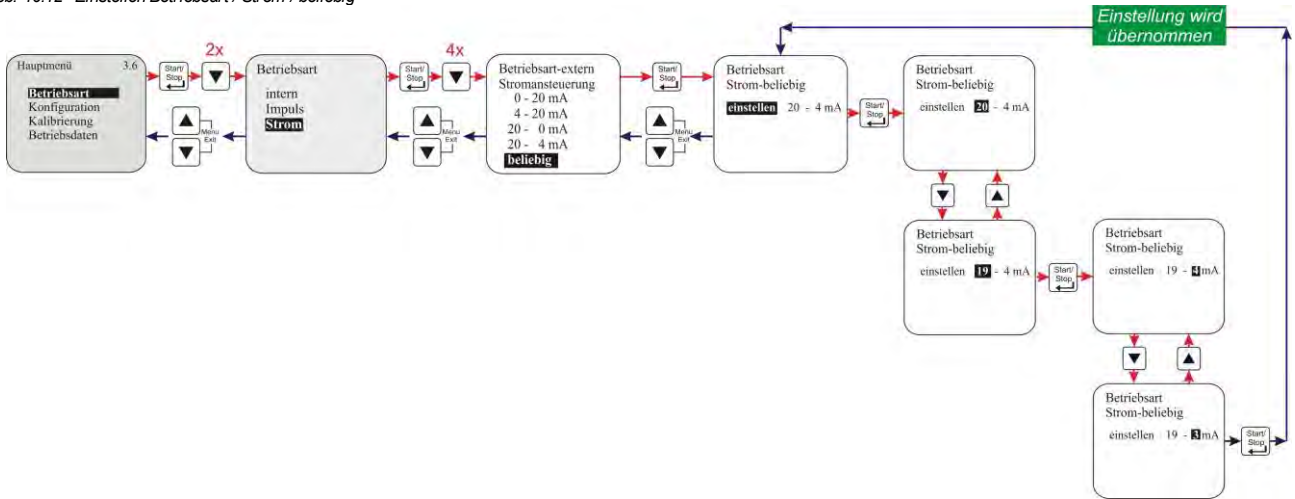 10.12 Einstellen Betriebsart / Strom / beliebig
Einstellung wird
übernommen
2x
4x
Hauptmenü 3.6
Betriebsart
Konfiguration
Kalibrierung
Betriebsdaten
Start/
Stop
Menu
Exit
Betriebsart
intern
Impuls
Strom
Start/
Stop
Menu
Exit
Betriebsart-extern
Stromansteuerung
0 - 20 mA
4 - 20 mA
20 - 0 mA
20 - 4 mA
beliebig
Start/
Stop
Menu
Exit
Betriebsart
Strom-beliebig
einstellen 20 - 4 mA
Start/
Stop
Betriebsart
Strom-beliebig
einstellen 20 - 4 mA
Betriebsart
Strom-beliebig
einstellen 19 - 4 mA
Start/
Stop
Betriebsart
Strom-beliebig
einstellen 19 - 4 mA
Betriebsart
Strom-beliebig
einstellen 19 - 3 mA
Start/
Stop